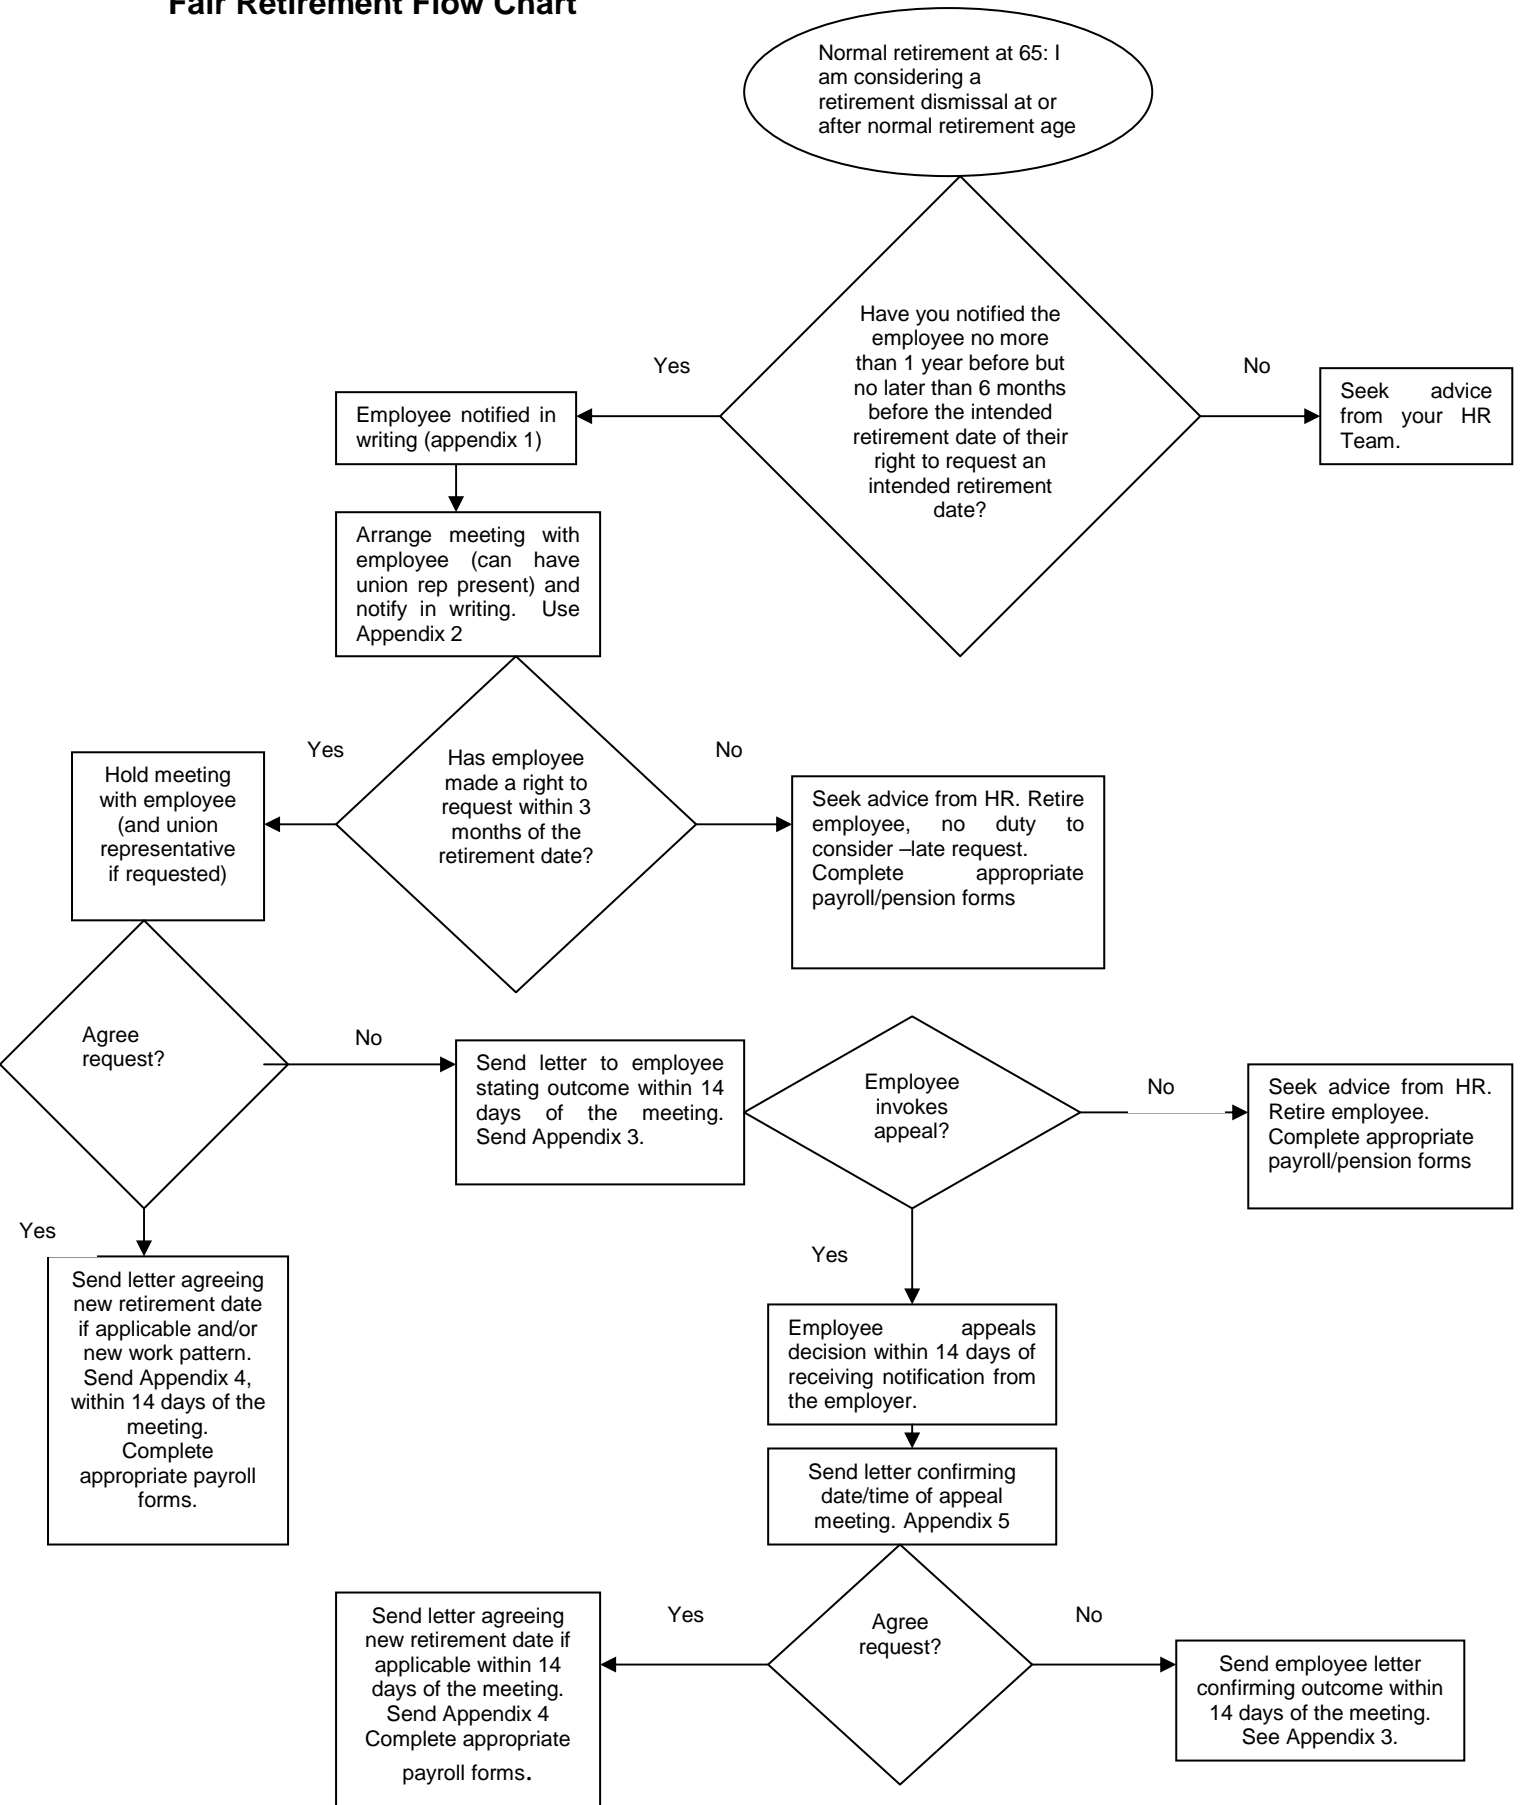 Fair Retirement Flow Chart
Normal retirement at 65: I
am considering a
retirement dismissal at or
after normal retirement age
Have you notified the
employee no more
than 1 year before but
no later than 6 months
before the intended
retirement date of their
right to request an
intended retirement
date?
Yes
No
Seek advice
from your HR
Team.
Employee notified in
writing (appendix 1)
Arrange meeting with
employee (can have
union rep present) and
notify in writing. Use
Appendix 2
Has employee
made a right to
request within 3
months of the
retirement date?
Yes
No
Hold meeting
with employee
(and union
representative
if requested)
Seek advice from HR. Retire
employee, no duty to
consider –late request.
Complete appropriate
payroll/pension forms
Agree
request?
No
Send letter to employee
stating outcome within 14
days of the meeting.
Send Appendix 3.
Employee
invokes
appeal?
No
Seek advice from HR.
Retire employee.
Complete appropriate
payroll/pension forms
Yes
Send letter agreeing
new retirement date
if applicable and/or
new work pattern.
Send Appendix 4,
within 14 days of the
meeting.
Complete
appropriate payroll
forms.
Yes
Employee appeals
decision within 14 days of
receiving notification from
the employer.
Send letter confirming
date/time of appeal
meeting. Appendix 5
Agree
request?
Yes
No
Send letter agreeing
new retirement date if
applicable within 14
days of the meeting.
Send Appendix 4
Complete appropriate
payroll forms.
Send employee letter
confirming outcome within
14 days of the meeting.
See Appendix 3.